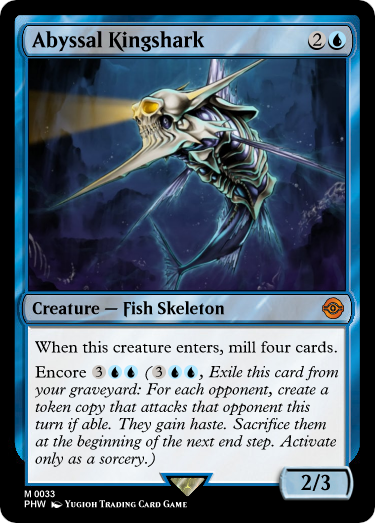 Abyssal Kingshark 2
Creature — Fish Skeleton
When this creature enters, mill four cards.
Encore 3 (3, Exile this card from
your graveyard: For each opponent, create a
token copy that attacks that opponent this
turn if able. They gain haste. Sacrifice them
at the beginning of the next end step. Activate
only as a sorcery.)
2/3
M 0033
PHW Yugioh Trading Card Game